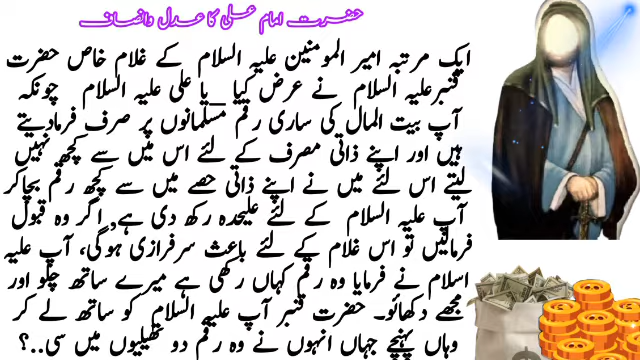 حضرت امام علی کا عدل وانصاف
ایک مرتبہ امیر المومنین علیہ السلام کے غلام خاص حضرت
قنبرعلیہ السلام نے عرض کیا _یا علی علیہ السلام چونکہ
آپ بیت المال کی ساری رقم مسلمانوں پر صرف فرمادیتے
ہیں اور اپنے ذاتی مصرف کے لئے اس میں سے کچھ نہیں
لیتے اس لئے میں نے اپنے ذاتی حصے میں سے کچھ رقم بچاکر
آپ علیہ السلام کے لئے علیحدہ رکھ دی ہے, اگر وہ قبول
فرمالیں تو اس غلام کے لئے باعث سرفرازی ہوگی، آپ علیہ
اسلام نے فرمایا وہ رقم کہاں رکھی ہے میرے ساتھ چلو اور
مجھے دکھائو۔ حضرت قنبر آپ علیہ السلام کو ساتھ لے کر
وہاں پہنچے جہاں انہوں نے وہ رقم دو تھیلیوں میں سی..؟